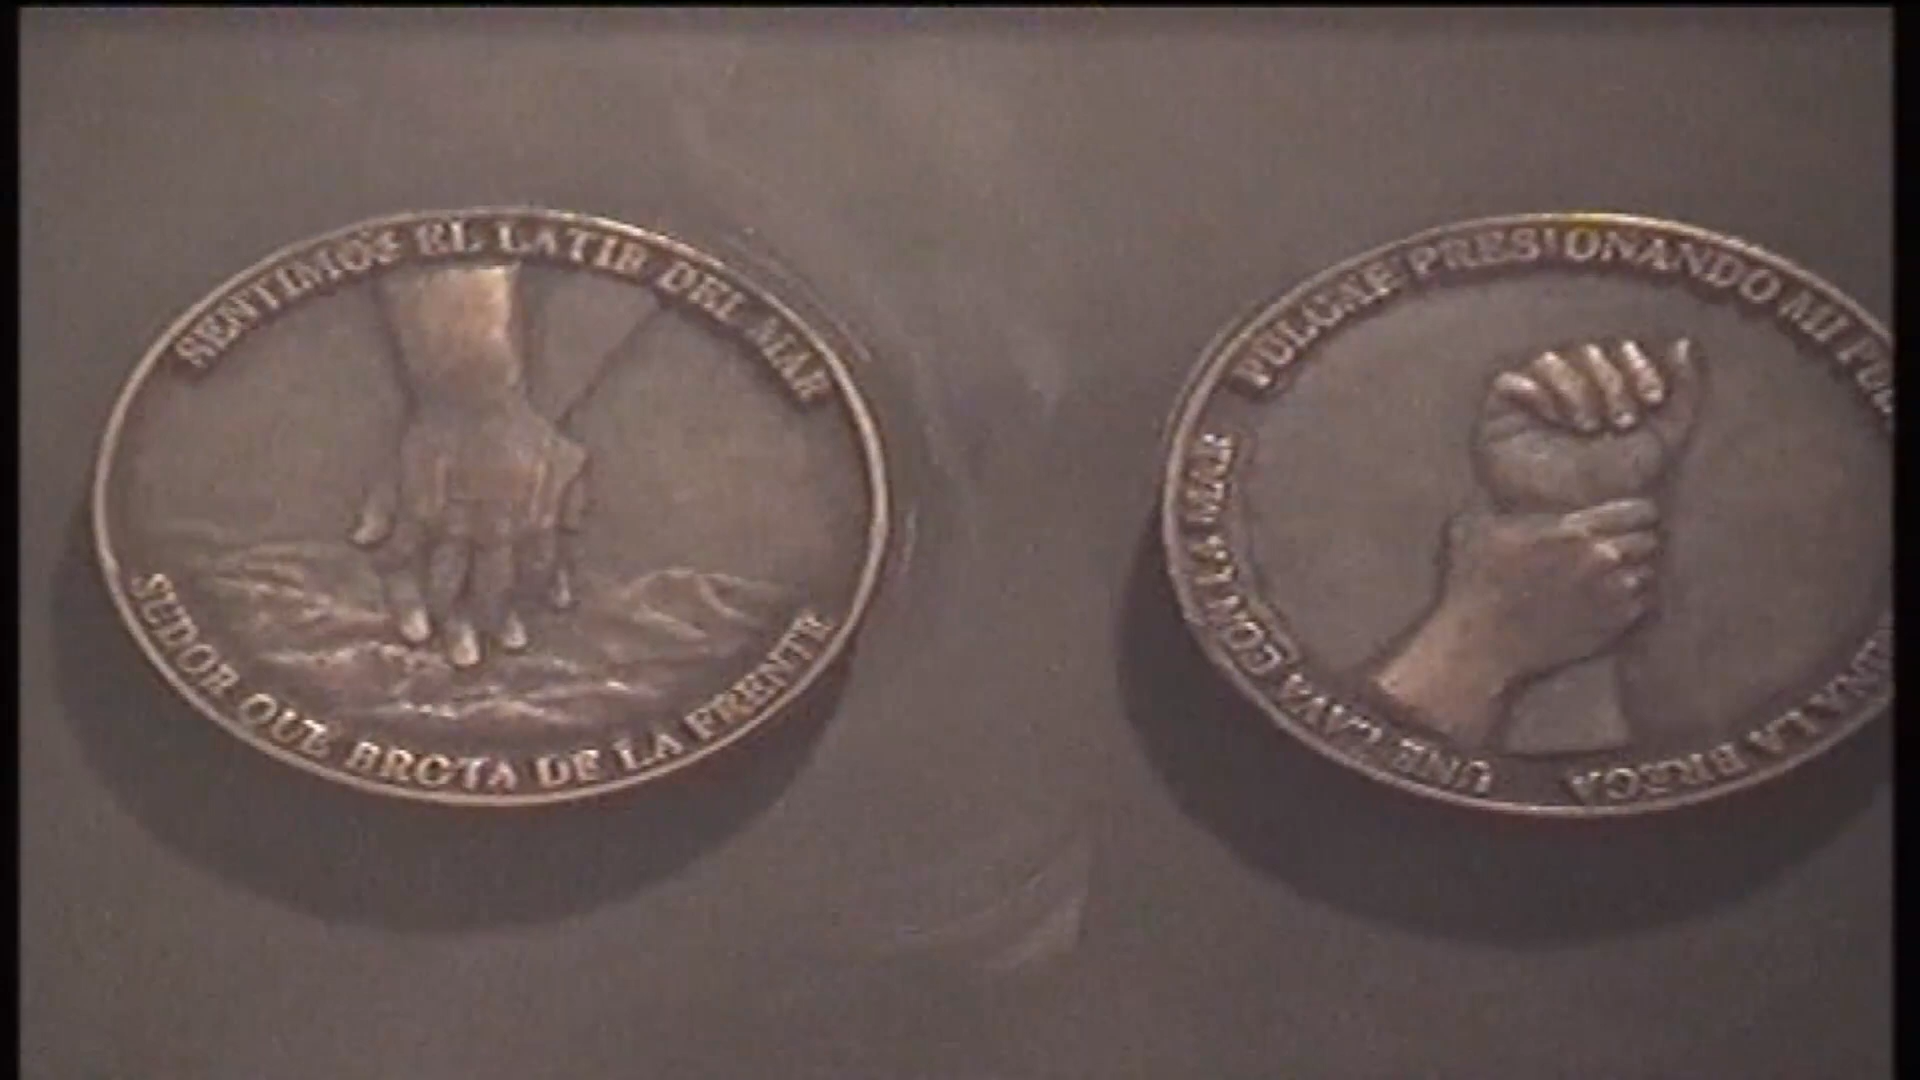 SENTIMOS EL LATIR DEL MAR
SUDOR QUE BROTA DE LA FRENTE
PULGAR PRESIONANDO MI
UNE LAVA CON LA MAR
LA BRECA